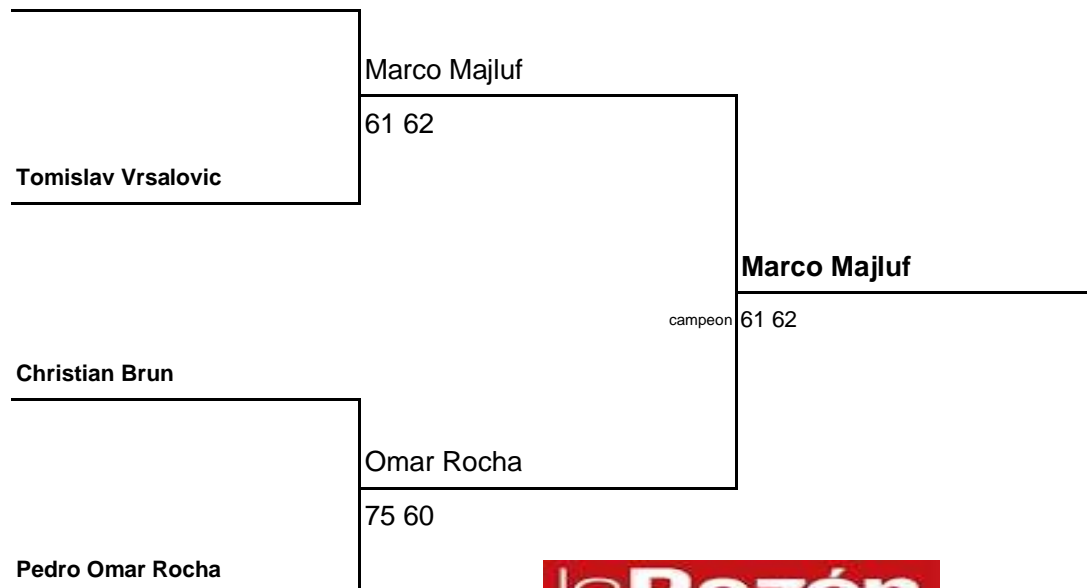 Marco Majluf
61 62
Tomislav Vrsalovic
Marco Majluf
campeon 61 62
Christian Brun
Omar Rocha
75 60
Pedro Omar Rocha
laRazón